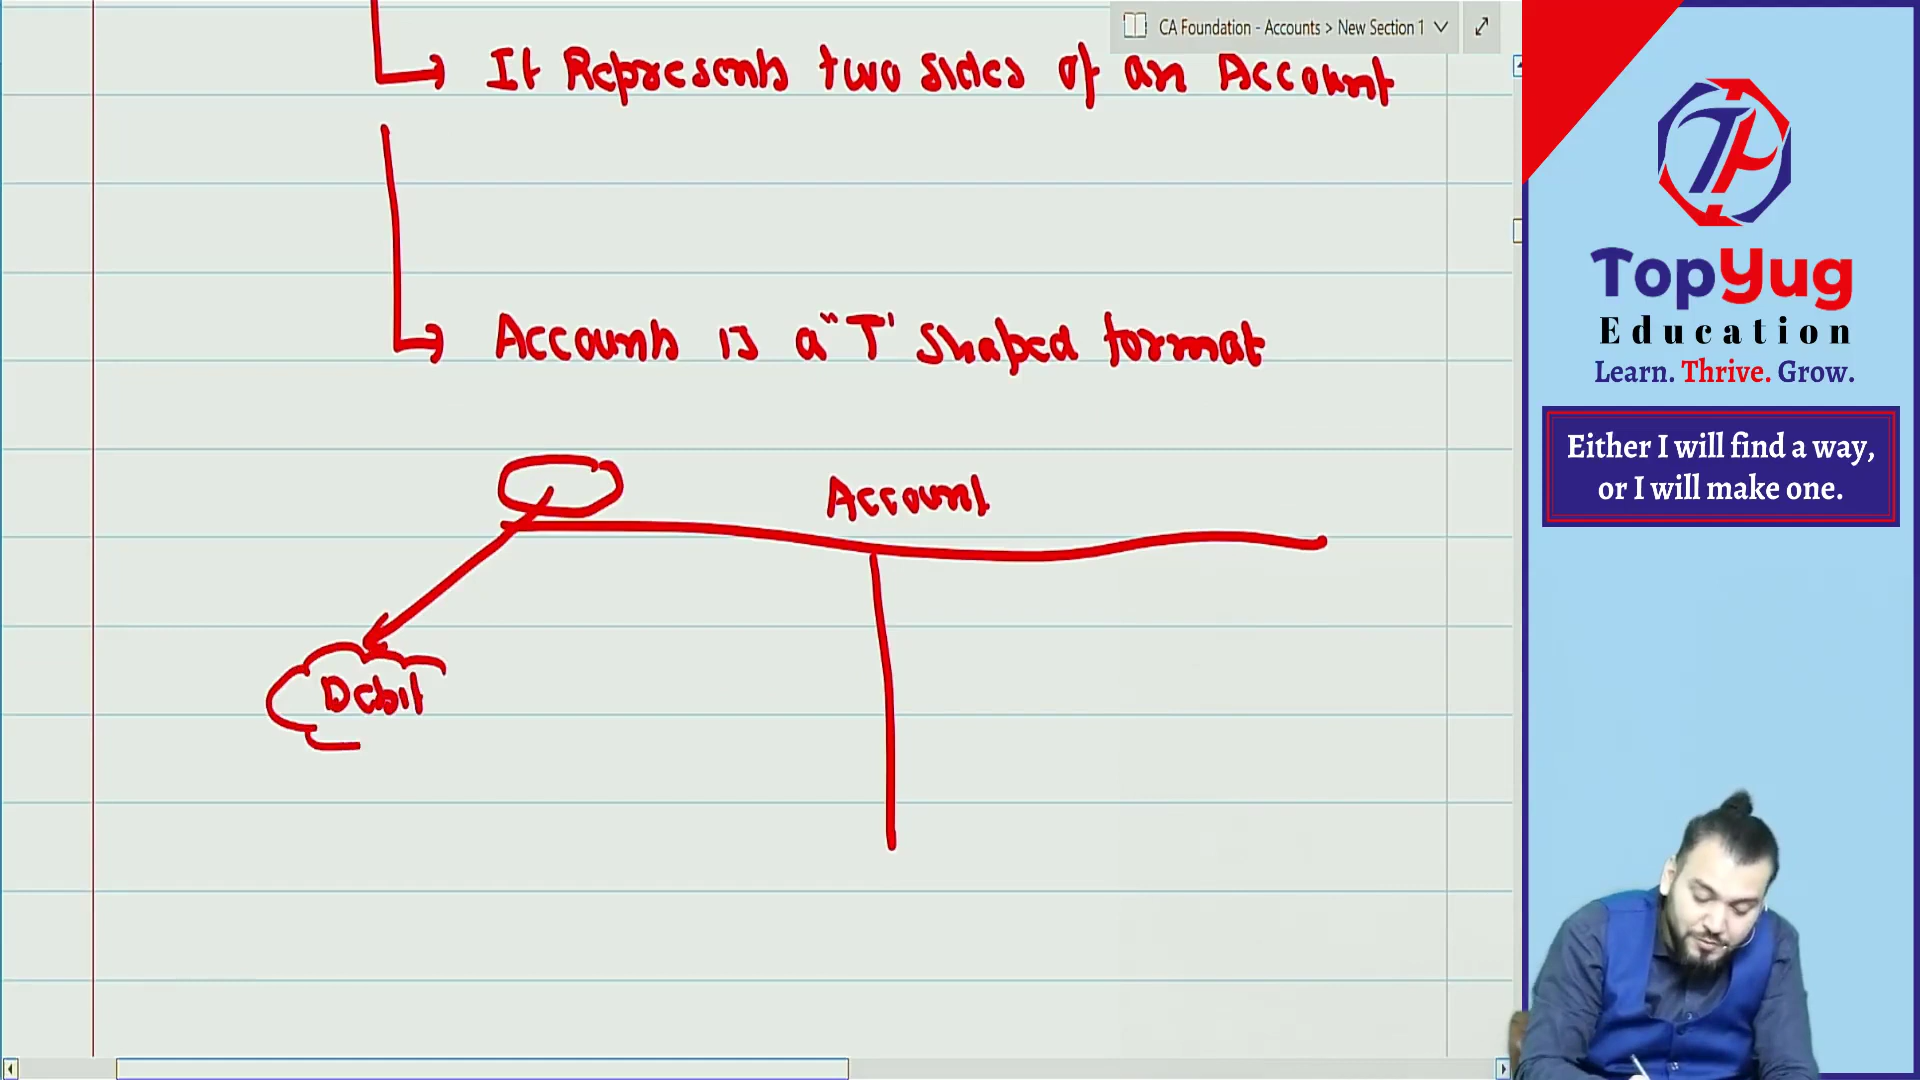 CA Foundation - Accounts > New Section 1
It Represents two sides of an Account
Accounts is a "T' shaped format
Account
Debit
TopYug
Education
Learn. Thrive. Grow.
Either I will find a way,
or I will make one.